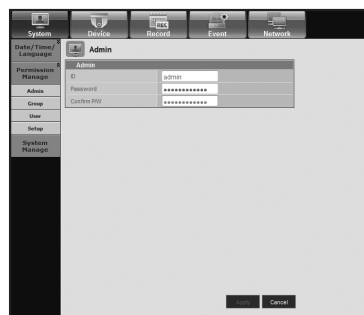 REC
System Device Record Event Network
Date/Time/
Language
Permission
Manage
Admin
Group
User
Setup
System
Manage
Admin
Admin
ID admin
Password ●●●●●●●●●●●●
Confirm P/W ●●●●●●●●●●●●
Apply Cancel